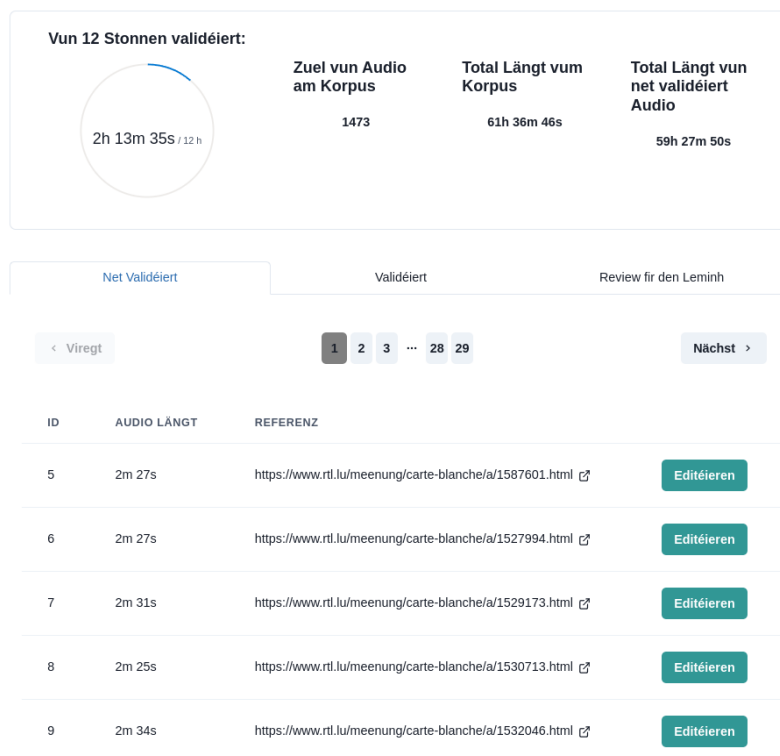 Vun 12 Stonnen validéiert:
2h 13m 35s / 12 h
Zuel vun Audio
am Korpus
1473
Total Längt vum
Korpus
61h 36m 46s
Total Längt vun
net validéiert
Audio
59h 27m 50s
Net Validéiert
Validéiert
Review fir den Leminh
Viregt
1 2 3 ... 28 29
Nächst
ID AUDIO LÄNGT REFERENZ
5 2m 27s https://www.rtl.lu/meenung/carte-blanche/a/1587601.html Editéieren
6 2m 27s https://www.rtl.lu/meenung/carte-blanche/a/1527994.html Editéieren
7 2m 31s https://www.rtl.lu/meenung/carte-blanche/a/1529173.html Editéieren
8 2m 25s https://www.rtl.lu/meenung/carte-blanche/a/1530713.html Editéieren
9 2m 34s https://www.rtl.lu/meenung/carte-blanche/a/1532046.html Editéieren